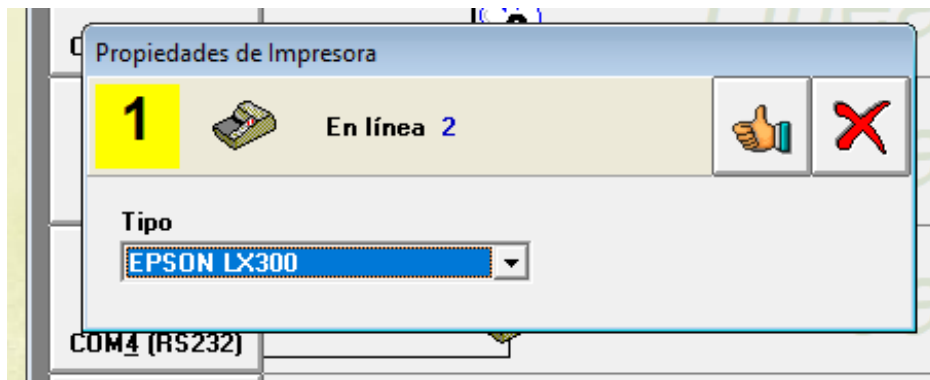 Propiedades de Impresora
1
En línea 2
Tipo
EPSON LX300
COM4 (RS232)